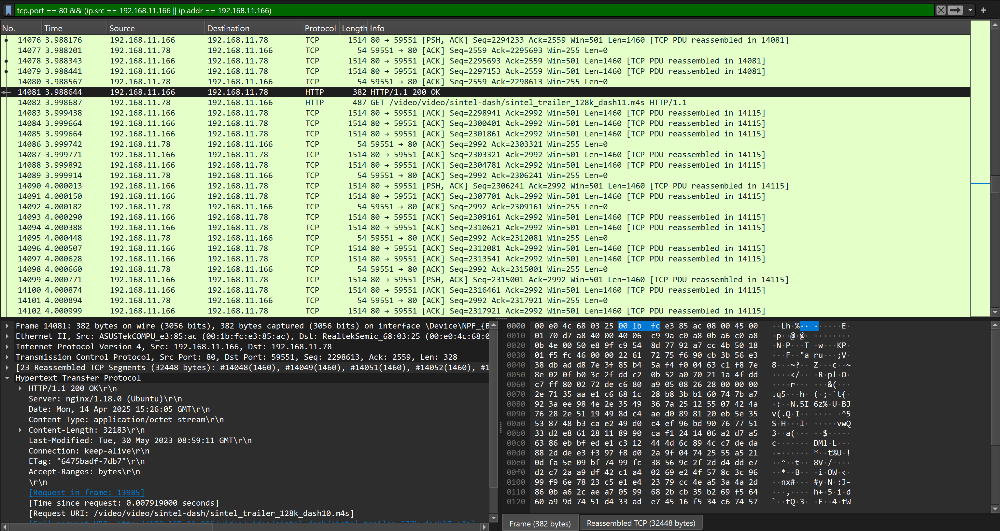 tcp.port == 80 && (ip.src == 192.168.11.166 || ip.addr == 192.168.11.166)
No. Time Source Destination Protocol Length Info
14076 3.988176 192.168.11.166 192.168.11.78 TCP 1514 80 → 59551 [PSH, ACK] Seq=2294233 Ack=2559 Win=501 Len=1460 [TCP PDU reassembled in 14081]
14077 3.988201 192.168.11.78 192.168.11.166 TCP 54 59551 → 80 [ACK] Seq=2559 Ack=2295693 Win=255 Len=0
14078 3.988343 192.168.11.166 192.168.11.78 TCP 1514 80 → 59551 [ACK] Seq=2295693 Ack=2559 Win=501 Len=1460 [TCP PDU reassembled in 14081]
14079 3.988441 192.168.11.166 192.168.11.78 TCP 1514 80 → 59551 [ACK] Seq=2297153 Ack=2559 Win=501 Len=1460 [TCP PDU reassembled in 14081]
14080 3.988567 192.168.11.78 192.168.11.166 TCP 54 59551 → 80 [ACK] Seq=2559 Ack=2298613 Win=255 Len=0
14081 3.988644 192.168.11.166 192.168.11.78 HTTP 382 HTTP/1.1 200 OK
14082 3.998687 192.168.11.78 192.168.11.166 HTTP 487 GET /video/video/sintel-dash/sintel_trailer_128k_dash11.m4s HTTP/1.1
14083 3.999438 192.168.11.166 192.168.11.78 TCP 1514 80 → 59551 [ACK] Seq=2298941 Ack=2992 Win=501 Len=1460 [TCP PDU reassembled in 14115]
14084 3.999664 192.168.11.166 192.168.11.78 TCP 1514 80 → 59551 [ACK] Seq=2300401 Ack=2992 Win=501 Len=1460 [TCP PDU reassembled in 14115]
14085 3.999664 192.168.11.166 192.168.11.78 TCP 1514 80 → 59551 [ACK] Seq=2301861 Ack=2992 Win=501 Len=1460 [TCP PDU reassembled in 14115]
14086 3.999742 192.168.11.78 192.168.11.166 TCP 54 59551 → 80 [ACK] Seq=2992 Ack=2303321 Win=255 Len=0
14087 3.999771 192.168.11.166 192.168.11.78 TCP 1514 80 → 59551 [ACK] Seq=2303321 Ack=2992 Win=501 Len=1460 [TCP PDU reassembled in 14115]
14088 3.999892 192.168.11.166 192.168.11.78 TCP 1514 80 → 59551 [ACK] Seq=2304781 Ack=2992 Win=501 Len=1460 [TCP PDU reassembled in 14115]
14089 3.999914 192.168.11.78 192.168.11.166 TCP 54 59551 → 80 [ACK] Seq=2992 Ack=2306241 Win=255 Len=0
14090 4.000013 192.168.11.166 192.168.11.78 TCP 1514 80 → 59551 [PSH, ACK] Seq=2306241 Ack=2992 Win=501 Len=1460 [TCP PDU reassembled in 14115]
14091 4.000150 192.168.11.166 192.168.11.78 TCP 1514 80 → 59551 [ACK] Seq=2307701 Ack=2992 Win=501 Len=1460 [TCP PDU reassembled in 14115]
14092 4.000182 192.168.11.78 192.168.11.166 TCP 54 59551 → 80 [ACK] Seq=2992 Ack=2309161 Win=255 Len=0
14093 4.000290 192.168.11.166 192.168.11.78 TCP 1514 80 → 59551 [ACK] Seq=2309161 Ack=2992 Win=501 Len=1460 [TCP PDU reassembled in 14115]
14094 4.000388 192.168.11.166 192.168.11.78 TCP 1514 80 → 59551 [ACK] Seq=2310621 Ack=2992 Win=501 Len=1460 [TCP PDU reassembled in 14115]
14095 4.000448 192.168.11.78 192.168.11.166 TCP 54 59551 → 80 [ACK] Seq=2992 Ack=2312081 Win=255 Len=0
14096 4.000507 192.168.11.166 192.168.11.78 TCP 1514 80 → 59551 [ACK] Seq=2312081 Ack=2992 Win=501 Len=1460 [TCP PDU reassembled in 14115]
14097 4.000628 192.168.11.166 192.168.11.78 TCP 1514 80 → 59551 [ACK] Seq=2313541 Ack=2992 Win=501 Len=1460 [TCP PDU reassembled in 14115]
14098 4.000660 192.168.11.78 192.168.11.166 TCP 54 59551 → 80 [ACK] Seq=2992 Ack=2315001 Win=255 Len=0
14099 4.000771 192.168.11.166 192.168.11.78 TCP 1514 80 → 59551 [PSH, ACK] Seq=2315001 Ack=2992 Win=501 Len=1460 [TCP PDU reassembled in 14115]
14100 4.000874 192.168.11.166 192.168.11.78 TCP 1514 80 → 59551 [ACK] Seq=2316461 Ack=2992 Win=501 Len=1460 [TCP PDU reassembled in 14115]
14101 4.000894 192.168.11.78 192.168.11.166 TCP 54 59551 → 80 [ACK] Seq=2992 Ack=2317921 Win=255 Len=0
14102 4.000999 192.168.11.166 192.168.11.78 TCP 1514 80 → 59551 [ACK] Seq=2317921 Ack=2992 Win=501 Len=1460 [TCP PDU reassembled in 14115]
Frame 14081: 382 bytes on wire (3056 bits), 382 bytes captured (3056 bits) on interface \Device\NPF_{B
Ethernet II, Src: ASUSTekCOMPU_e3:85:ac (00:1b:fc:e3:85:ac), Dst: RealtekSemic_68:03:25 (00:e0:4c:68:0
Internet Protocol Version 4, Src: 192.168.11.166, Dst: 192.168.11.78
Transmission Control Protocol, Src Port: 80, Dst Port: 59551, Seq: 2298613, Ack: 2559, Len: 328
[23 Reassembled TCP Segments (32448 bytes): #14048(1460), #14049(1460), #14051(1460), #14052(1460), #1
Hypertext Transfer Protocol
HTTP/1.1 200 OK\r\n
Server: nginx/1.18.0 (Ubuntu)\r\n
Date: Mon, 14 Apr 2025 15:26:05 GMT\r\n
Content-Type: application/octet-stream\r\n
Content-Length: 32183\r\n
Last-Modified: Tue, 30 May 2023 08:59:11 GMT\r\n
Connection: keep-alive\r\n
ETag: "6475badf-7db7"\r\n
Accept-Ranges: bytes\r\n
\r\n
[Request in frame: 13985]
[Time since request: 0.007919000 seconds]
[Request URI: /video/video/sintel-dash/sintel_trailer_128k_dash10.m4s]
0000 00 e0 4c 68 03 25 00 1b fc e3 85 ac 08 00 45 00 ··Lh·%·· ······E·
0010 01 70 d7 a8 40 00 40 06 c9 9a c0 a8 0b a6 c0 a8 ·p··@·@· ········
0020 0b 4e 00 50 e8 9f c9 54 8d 77 92 a7 cc 4b 50 18 ·N·P···T ·w···KP·
0030 01 f5 fc 46 00 00 22 61 72 75 f6 90 cb 3b 56 e3 ···F··"a ru···;V·
0040 38 db ad d8 7e 3f 85 b4 5a f4 f0 04 63 c1 f8 7e 8···~?·· Z···c··~
0050 8e 02 0f b0 3c 2f dd c2 0b 52 a0 70 21 1a 4f dd ····</·· ·R·p!·O·
0060 c7 ff 80 02 72 de c6 80 a9 05 08 26 28 00 00 00 ····r··· ···&(···
0070 2e 71 35 aa e1 c6 68 1c 28 b8 3b b1 60 74 7b a7 .q5···h· (·;·`t{·
0080 92 3a ee 98 4e 2e 35 49 36 7a 25 12 55 07 42 4a ·:··N.5I 6z%·U·BJ
0090 76 28 2e 51 19 49 8d c4 ae d0 89 81 20 eb 5e 35 v(.Q·I·· ···· ·^5
00a0 53 87 48 b3 ca e2 49 d0 c4 ef 96 bd 90 76 77 51 S·H···I· ·····vwQ
00b0 33 d2 e8 61 28 11 89 90 ca f1 24 14 06 a2 d7 a5 3··a(··· ··$·····
00c0 63 86 eb bf ed e1 c3 12 44 4d 6c 89 4c c7 de da c······· DMl·L···
00d0 88 2d de e3 f3 97 f8 d0 2a 9f 04 74 25 55 a5 21 ·-······ *··t%U·!
00e0 0d fa 5e 09 bf 74 99 fc 38 56 9c 2f 2d d4 dd e7 ··^··t·· 8V·/-···
00f0 d2 c7 2a a9 df 42 c1 a4 02 69 e2 4f 57 8c 3c 96 ··*··B·· ·i·OW·<·
0100 99 f9 6e 78 23 c5 e1 e4 23 79 cc 4e a5 3a 4a 2d ··nx#··· #y·N·:J-
0110 86 0b a6 2c ae a7 05 99 68 2b cb 35 b2 69 f5 64 ···,···· h+·5·i·d
0120 60 a9 9d 74 51 d4 33 ad e7 45 16 f5 34 c6 74 57 `··tQ·3· ·E··4·tW
Frame (382 bytes) Reassembled TCP (32448 bytes)